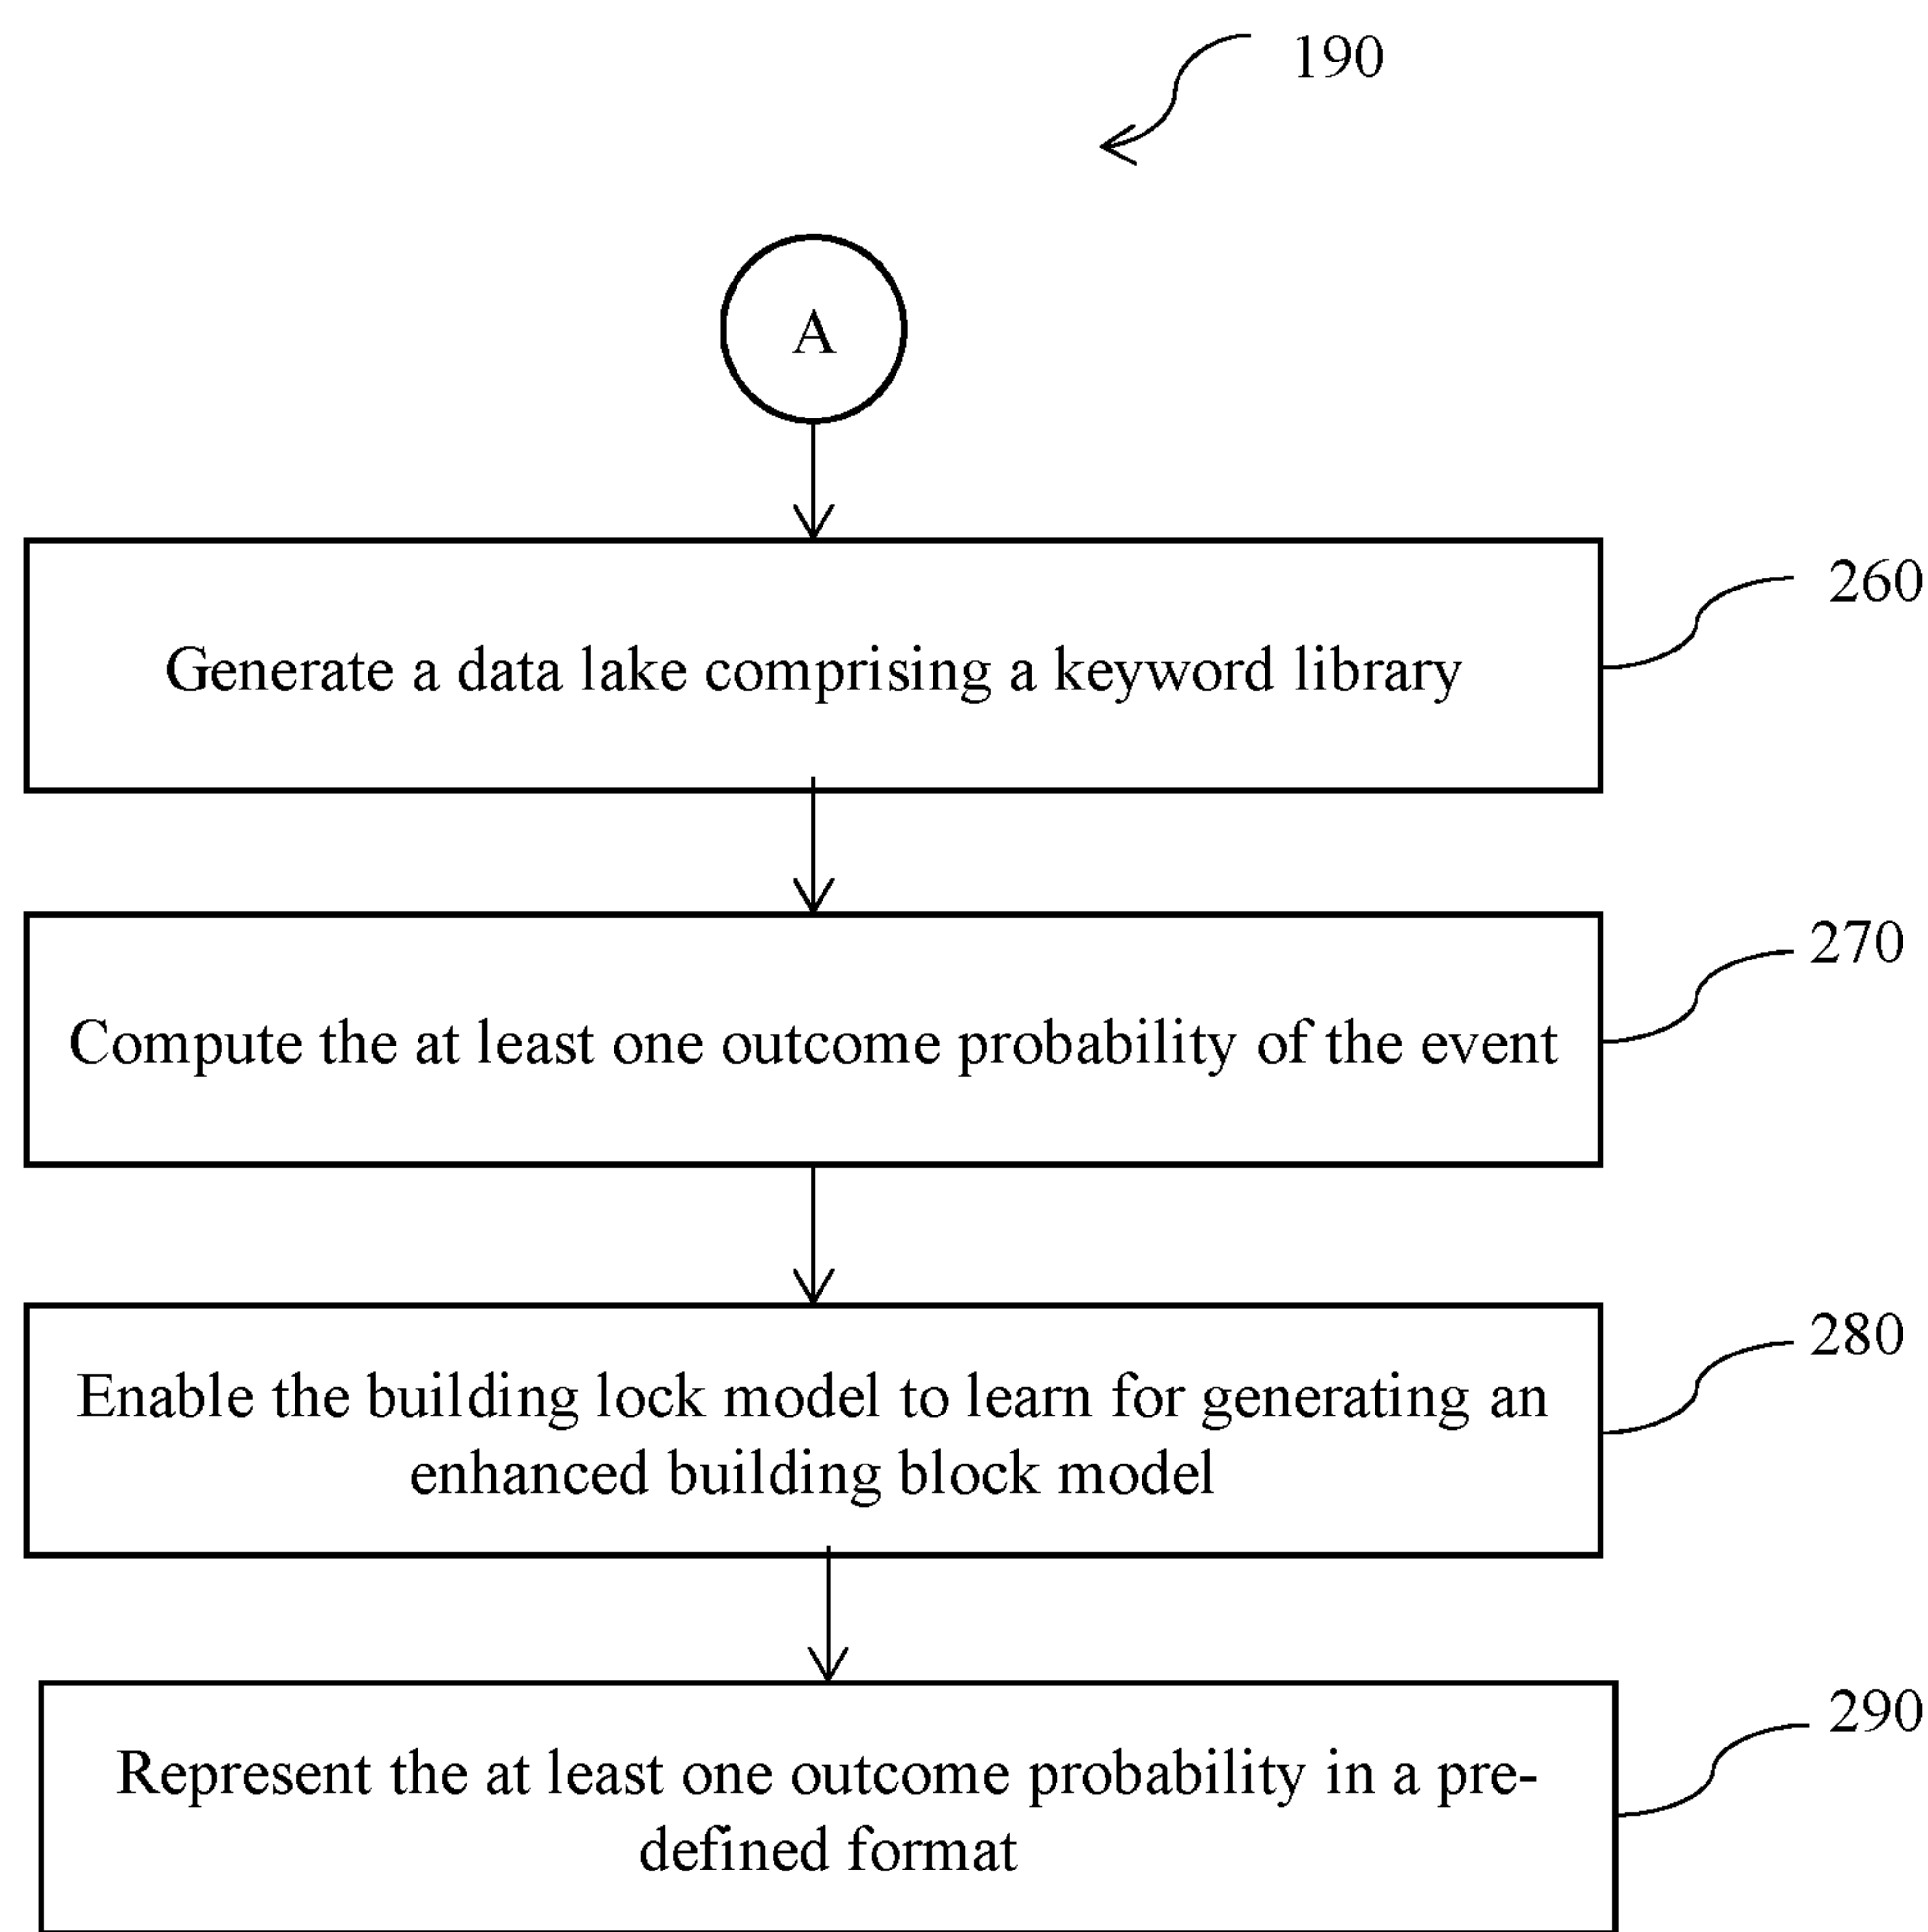 190
A
Generate a data lake comprising a keyword library
260
Compute the at least one outcome probability of the event
270
Enable the building lock model to learn for generating an
enhanced building block model
280
Represent the at least one outcome probability in a pre-
defined format
290